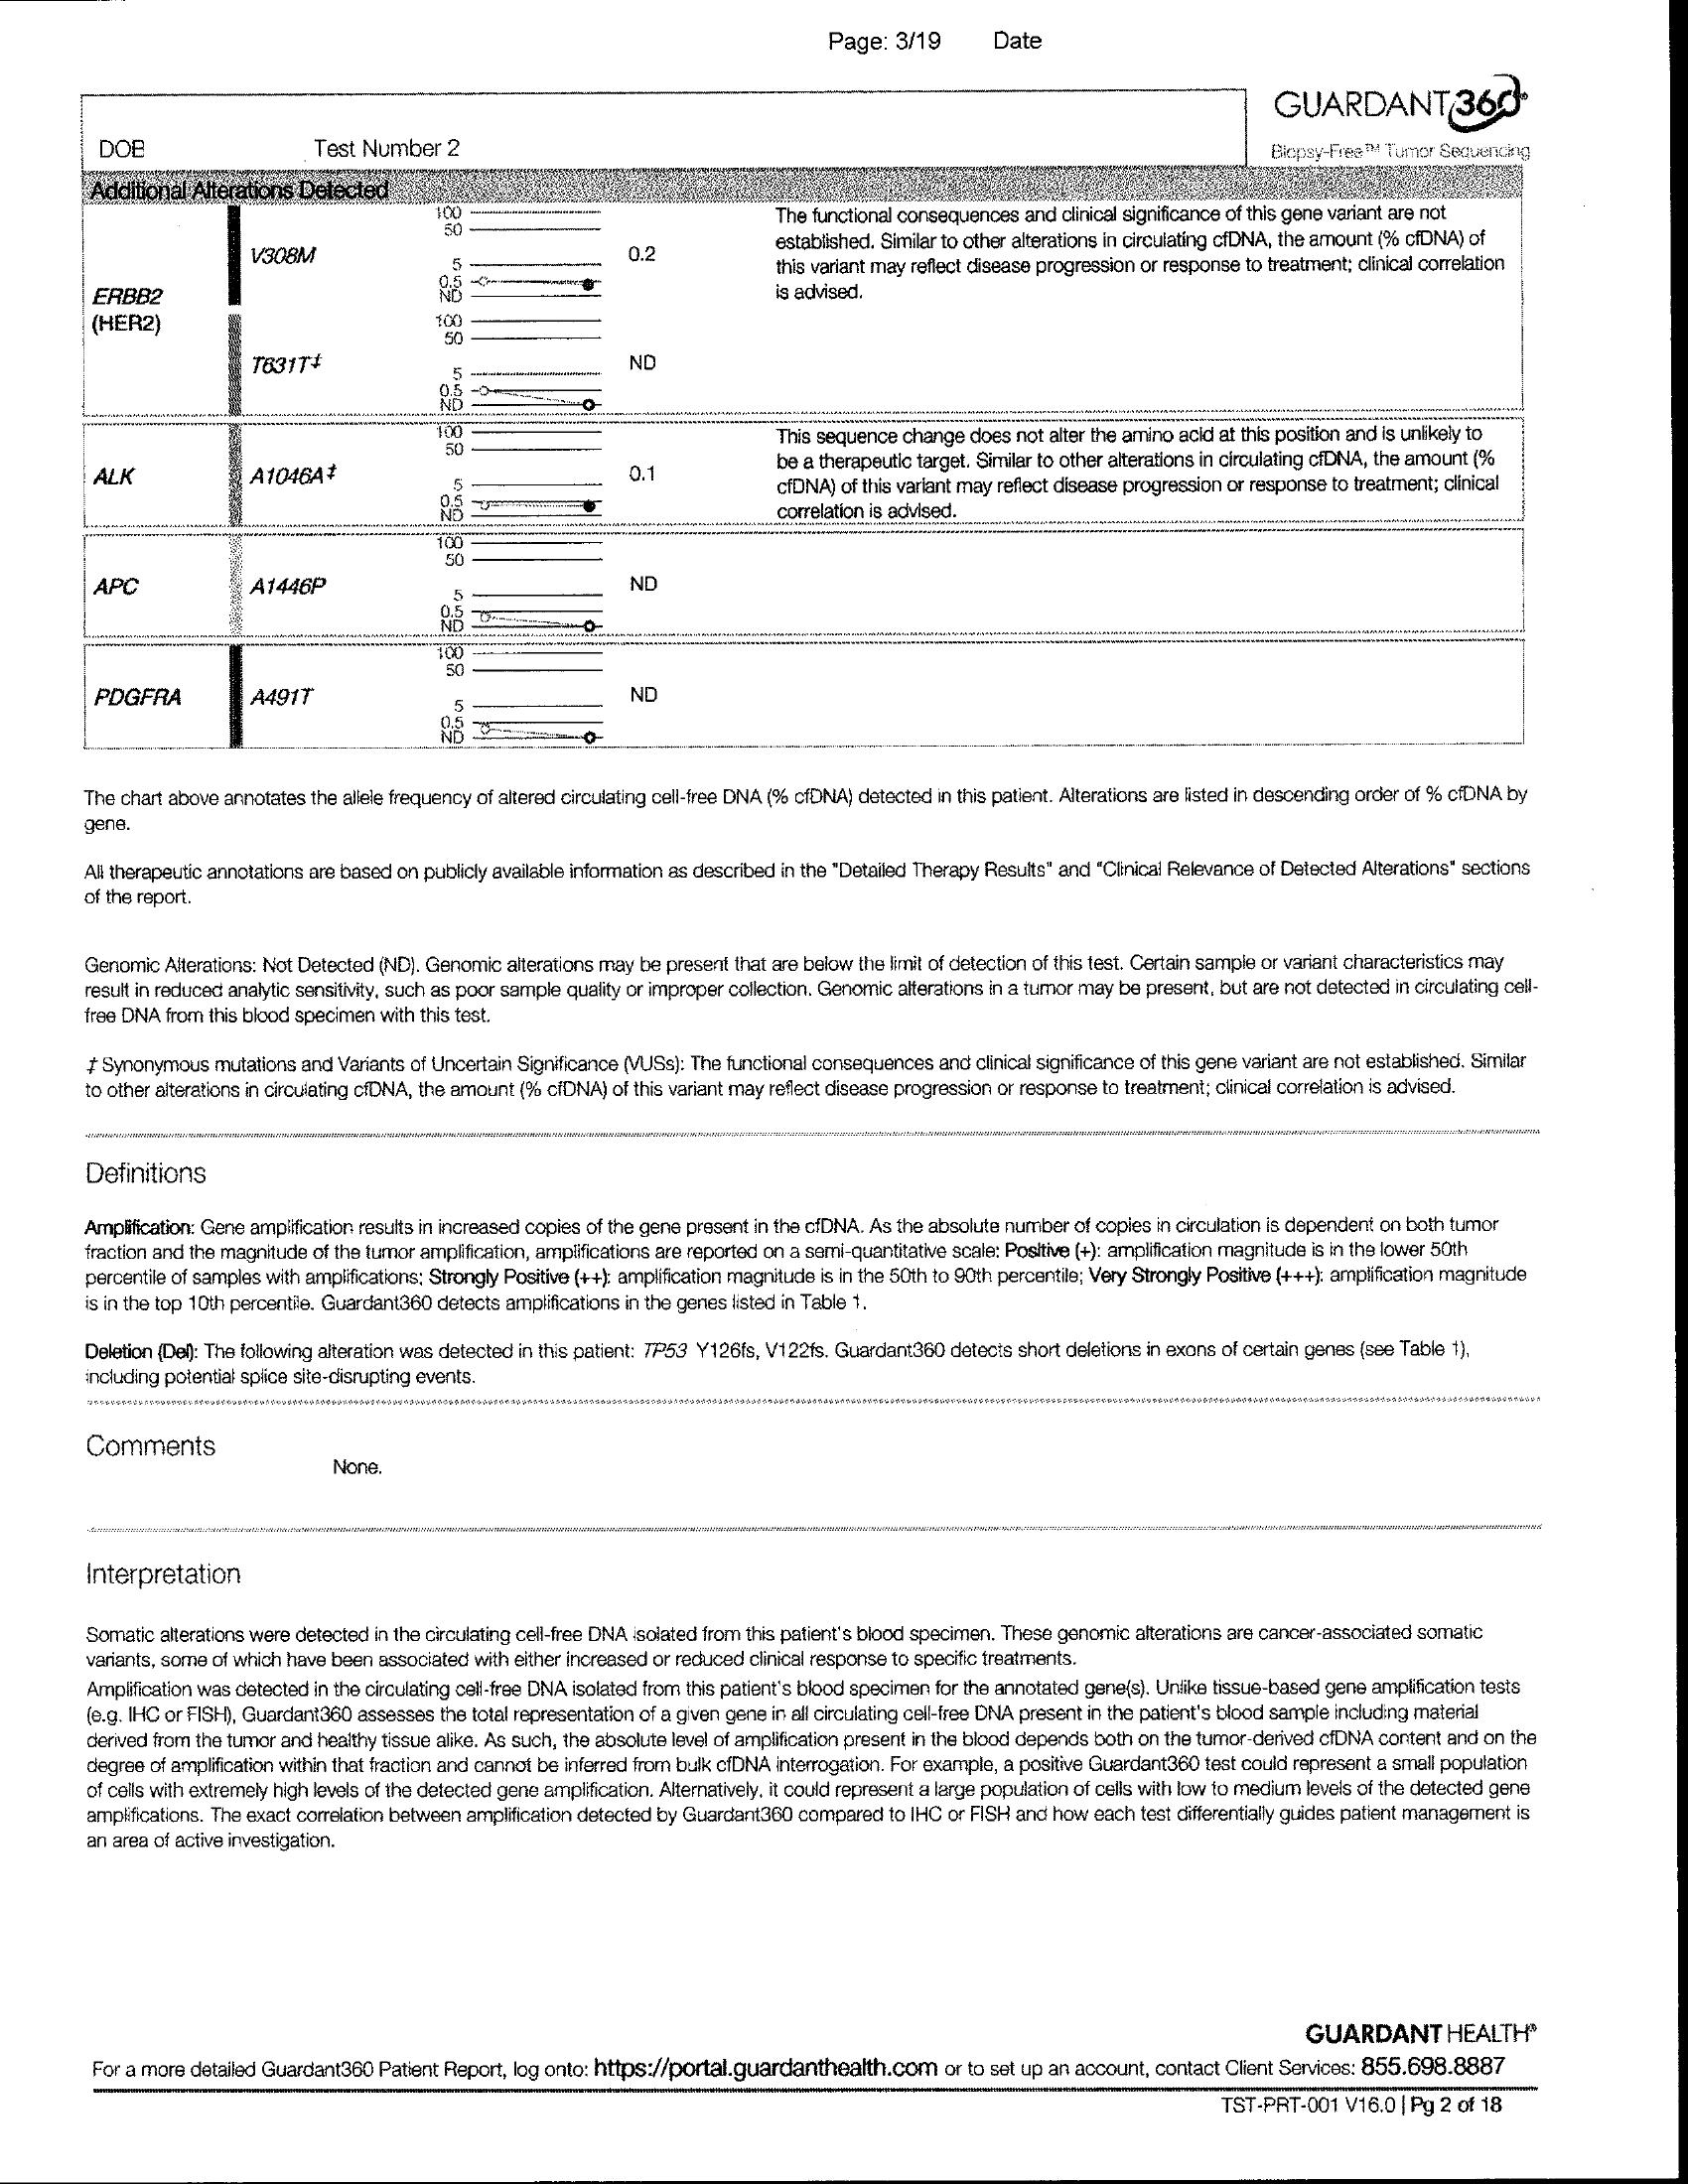 Page: 3/19 Date
GUARDANT360®
DOB Test Number 2
Biopsy-Free™ Tumor Sequencing
Additional Alterations Detected
ERBB2
(HER2)
V308M
100
50
5
0.5
ND
0.2
The functional consequences and clinical significance of this gene variant are not
established. Similar to other alterations in circulating cfDNA, the amount (% cfDNA) of
this variant may reflect disease progression or response to treatment; clinical correlation
is advised.
T631T‡
100
50
5
0.5
ND
ND
ALK
A1046A‡
100
50
5
0.5
ND
0.1
This sequence change does not alter the amino acid at this position and is unlikely to
be a therapeutic target. Similar to other alterations in circulating cfDNA, the amount (%
cfDNA) of this variant may reflect disease progression or response to treatment; clinical
correlation is advised.
APC
A1446P
100
50
5
0.5
ND
ND
PDGFRA
A491T
100
50
5
0.5
ND
ND
The chart above annotates the allele frequency of altered circulating cell-free DNA (% cfDNA) detected in this patient. Alterations are listed in descending order of % cfDNA by
gene.
All therapeutic annotations are based on publicly available information as described in the "Detailed Therapy Results" and "Clinical Relevance of Detected Alterations" sections
of the report.
Genomic Alterations: Not Detected (ND). Genomic alterations may be present that are below the limit of detection of this test. Certain sample or variant characteristics may
result in reduced analytic sensitivity, such as poor sample quality or improper collection. Genomic alterations in a tumor may be present, but are not detected in circulating cell-
free DNA from this blood specimen with this test.
‡ Synonymous mutations and Variants of Uncertain Significance (VUSs): The functional consequences and clinical significance of this gene variant are not established. Similar
to other alterations in circulating cfDNA, the amount (% cfDNA) of this variant may reflect disease progression or response to treatment; clinical correlation is advised.
Definitions
Amplification: Gene amplification results in increased copies of the gene present in the cfDNA. As the absolute number of copies in circulation is dependent on both tumor
fraction and the magnitude of the tumor amplification, amplifications are reported on a semi-quantitative scale: Positive (+): amplification magnitude is in the lower 50th
percentile of samples with amplifications; Strongly Positive (++): amplification magnitude is in the 50th to 90th percentile; Very Strongly Positive (+++): amplification magnitude
is in the top 10th percentile. Guardant360 detects amplifications in the genes listed in Table 1.
Deletion (Del): The following alteration was detected in this patient: TP53 Y126fs, V122fs. Guardant360 detects short deletions in exons of certain genes (see Table 1),
including potential splice site-disrupting events.
Comments
None.
Interpretation
Somatic alterations were detected in the circulating cell-free DNA isolated from this patient's blood specimen. These genomic alterations are cancer-associated somatic
variants, some of which have been associated with either increased or reduced clinical response to specific treatments.
Amplification was detected in the circulating cell-free DNA isolated from this patient's blood specimen for the annotated gene(s). Unlike tissue-based gene amplification tests
(e.g. IHC or FISH), Guardant360 assesses the total representation of a given gene in all circulating cell-free DNA present in the patient's blood sample including material
derived from the tumor and healthy tissue alike. As such, the absolute level of amplification present in the blood depends both on the tumor-derived cfDNA content and on the
degree of amplification within that fraction and cannot be inferred from bulk cfDNA interrogation. For example, a positive Guardant360 test could represent a small population
of cells with extremely high levels of the detected gene amplification. Alternatively, it could represent a large population of cells with low to medium levels of the detected gene
amplifications. The exact correlation between amplification detected by Guardant360 compared to IHC or FISH and how each test differentially guides patient management is
an area of active investigation.
GUARDANT HEALTH®
For a more detailed Guardant360 Patient Report, log onto: https://portal.guardanthealth.com or to set up an account, contact Client Services: 855.698.8887
TST-PRT-001 V16.0 | Pg 2 of 18